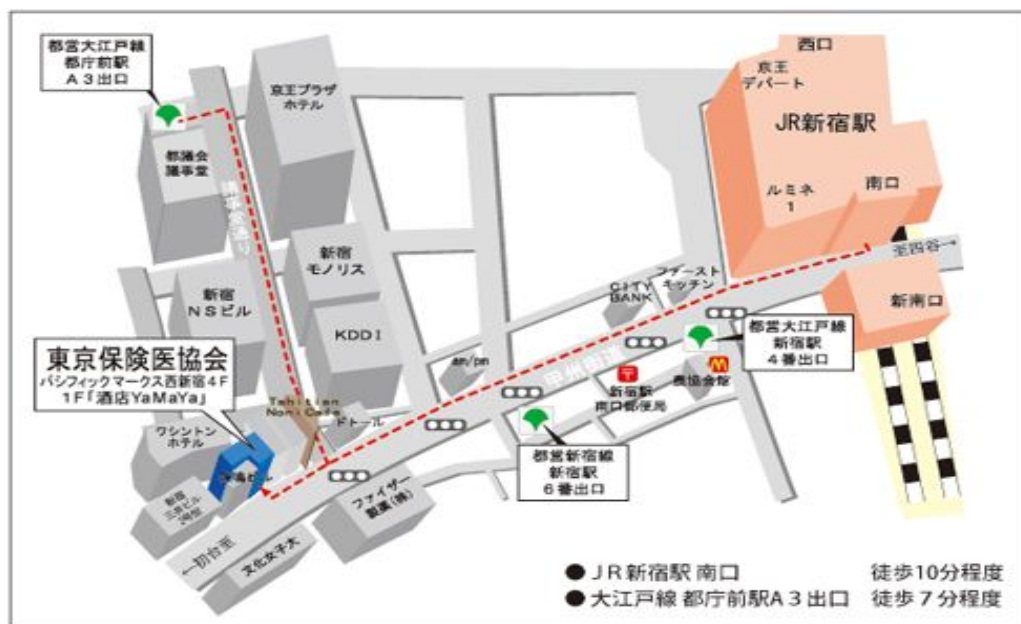 都営大江戸線
都庁前駅
A3出口
西口
京王
デパート
JR新宿駅
京王プラザ
ホテル
都議会
議事堂
議事堂通り
ルミネ
1
南口
至四谷→
新宿
モノリス
新宿
NSビル
CITY
BANK
ファースト
キッチン
新南口
KDDI
都営大江戸線
新宿駅
4番出口
東京保険医協会
パシフィックマークス西新宿4F
1F「酒店YaMaYa」
am/pm
甲州街道
新宿駅
南口郵便局
農協会館
Tahitian
Noni Cafe
ドトール
ワシントン
ホテル
都営新宿線
新宿駅
6番出口
新宿
三井ビル
2号館
ファイザー
製薬(株)
←初台至
文化女子大
●JR新宿駅 南口 徒歩10分程度
●大江戸線 都庁前駅A3出口 徒歩7分程度